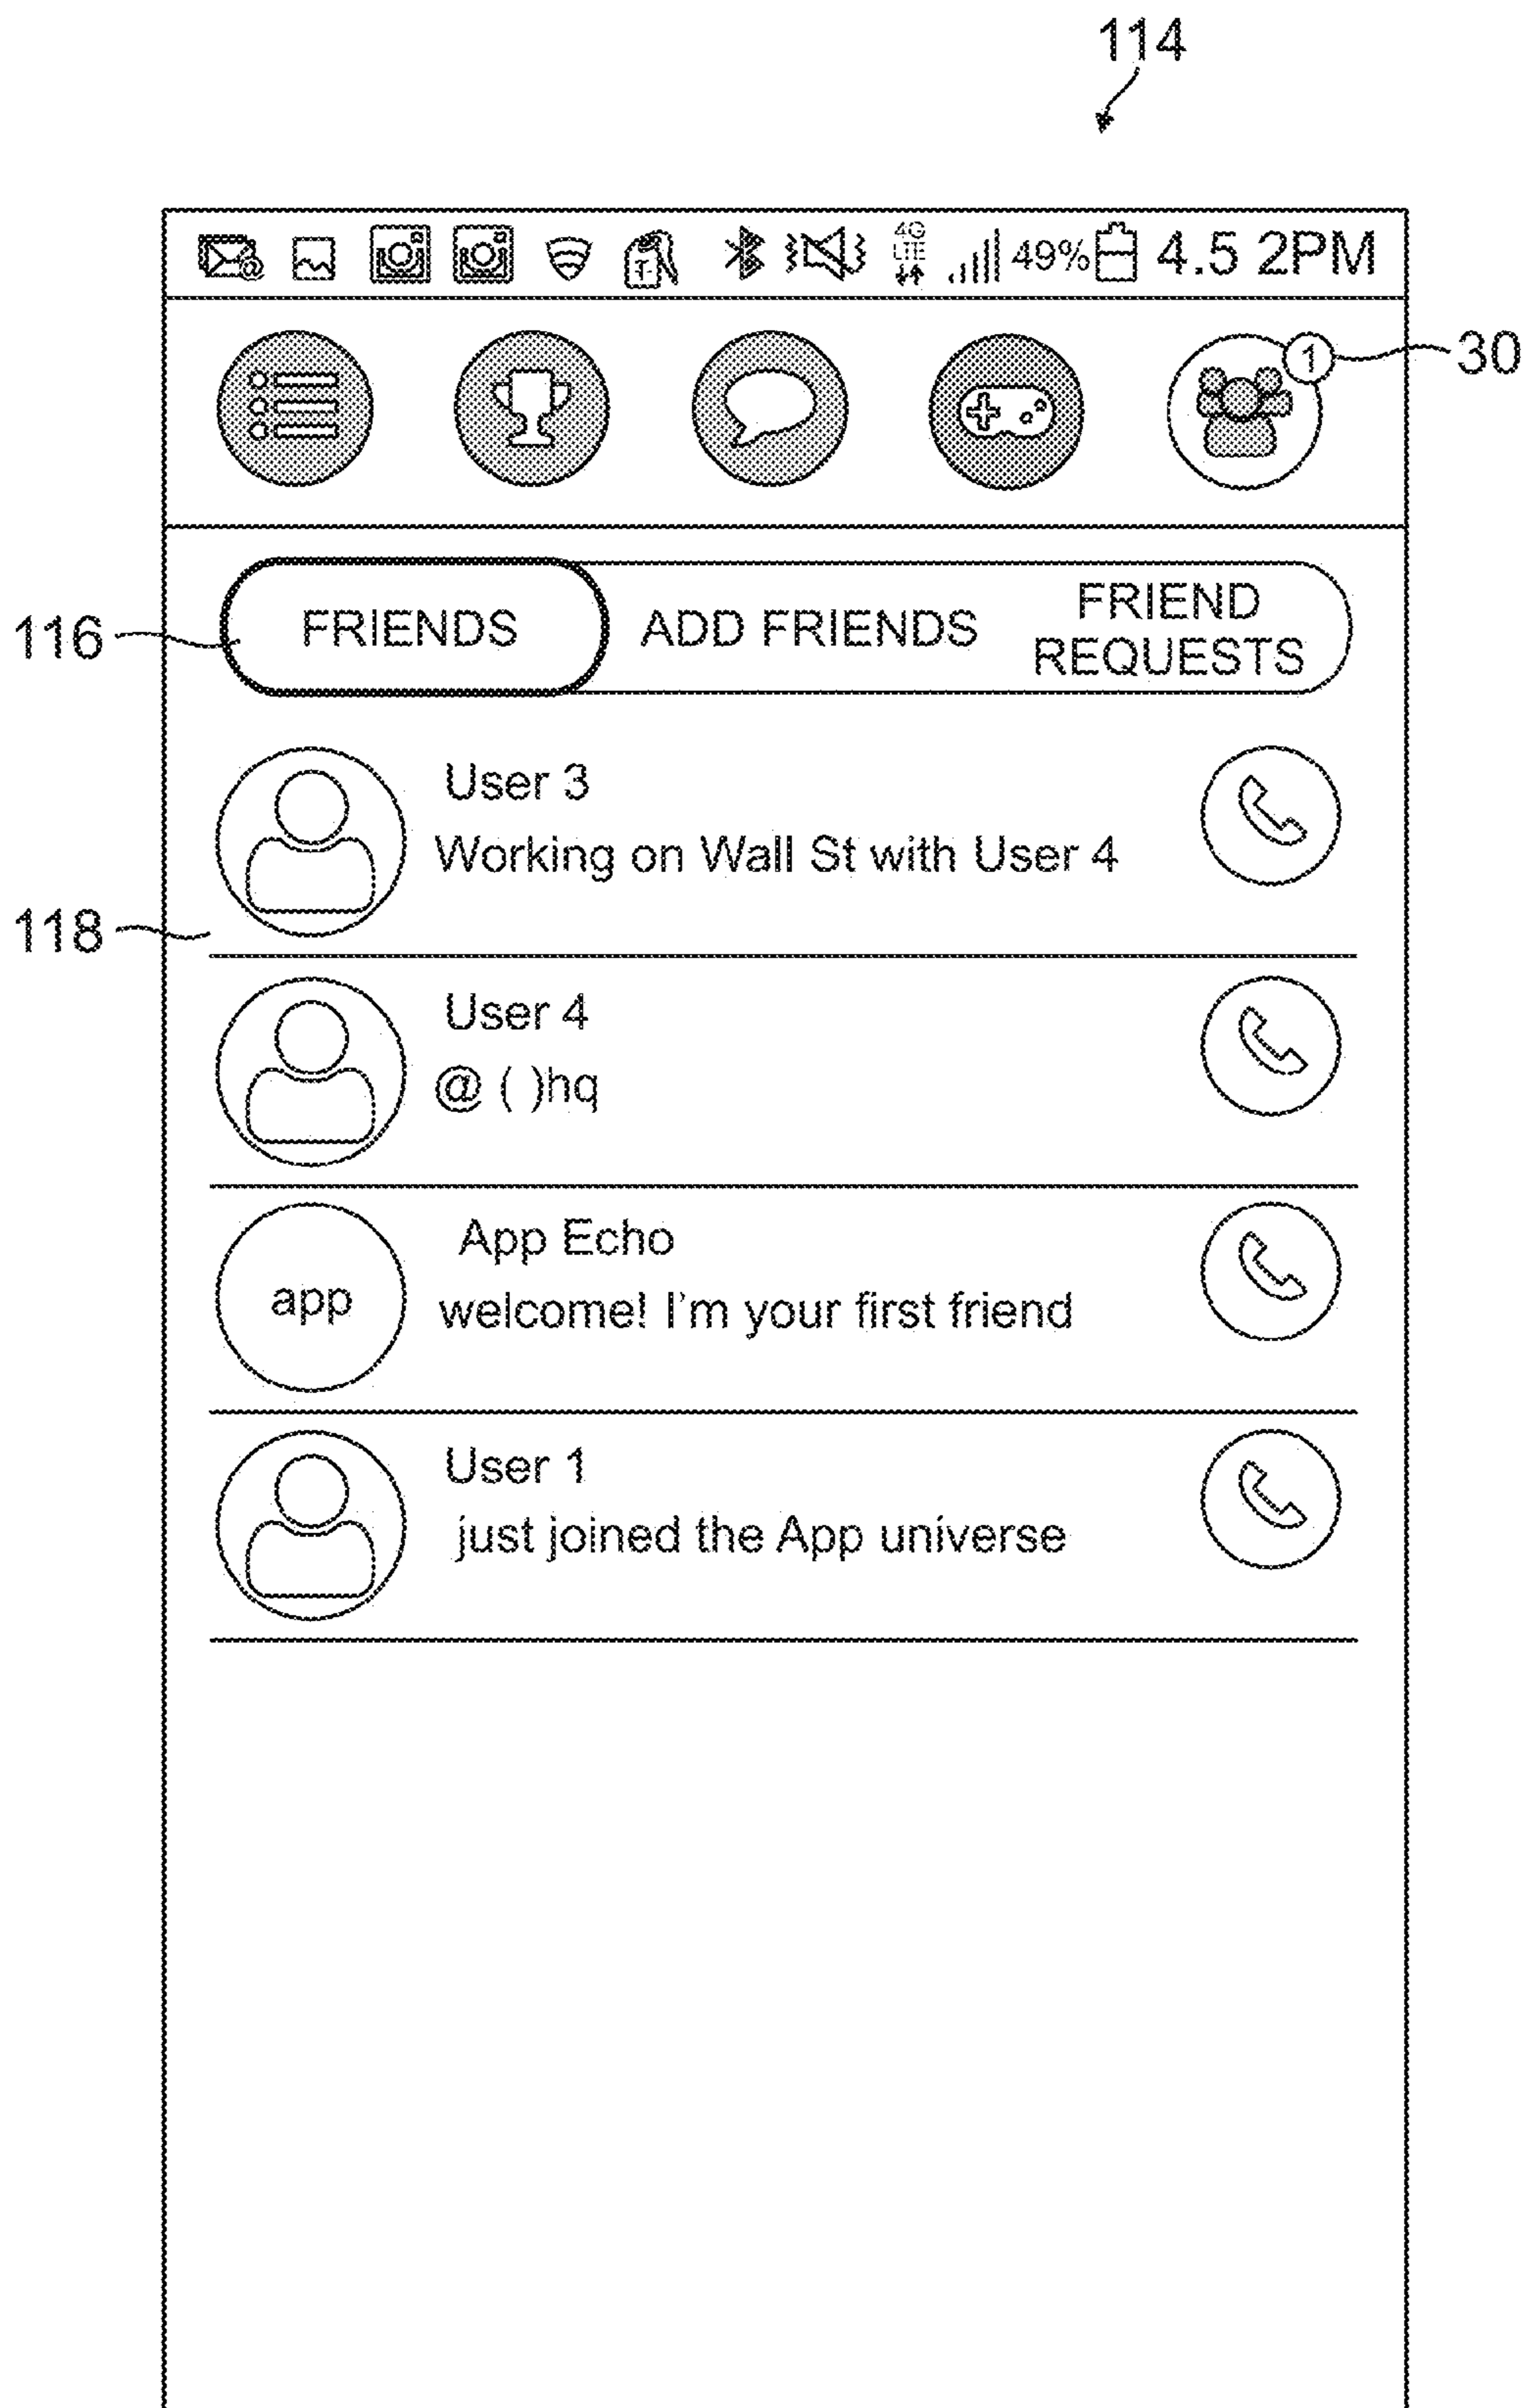 114
4G
LTE
49% 4.5 2PM
1
30
116
FRIENDS
ADD FRIENDS
FRIEND
REQUESTS
User 3
Working on Wall St with User 4
118
User 4
@ ( )hq
app
App Echo
welcome! I'm your first friend
User 1
just joined the App universe